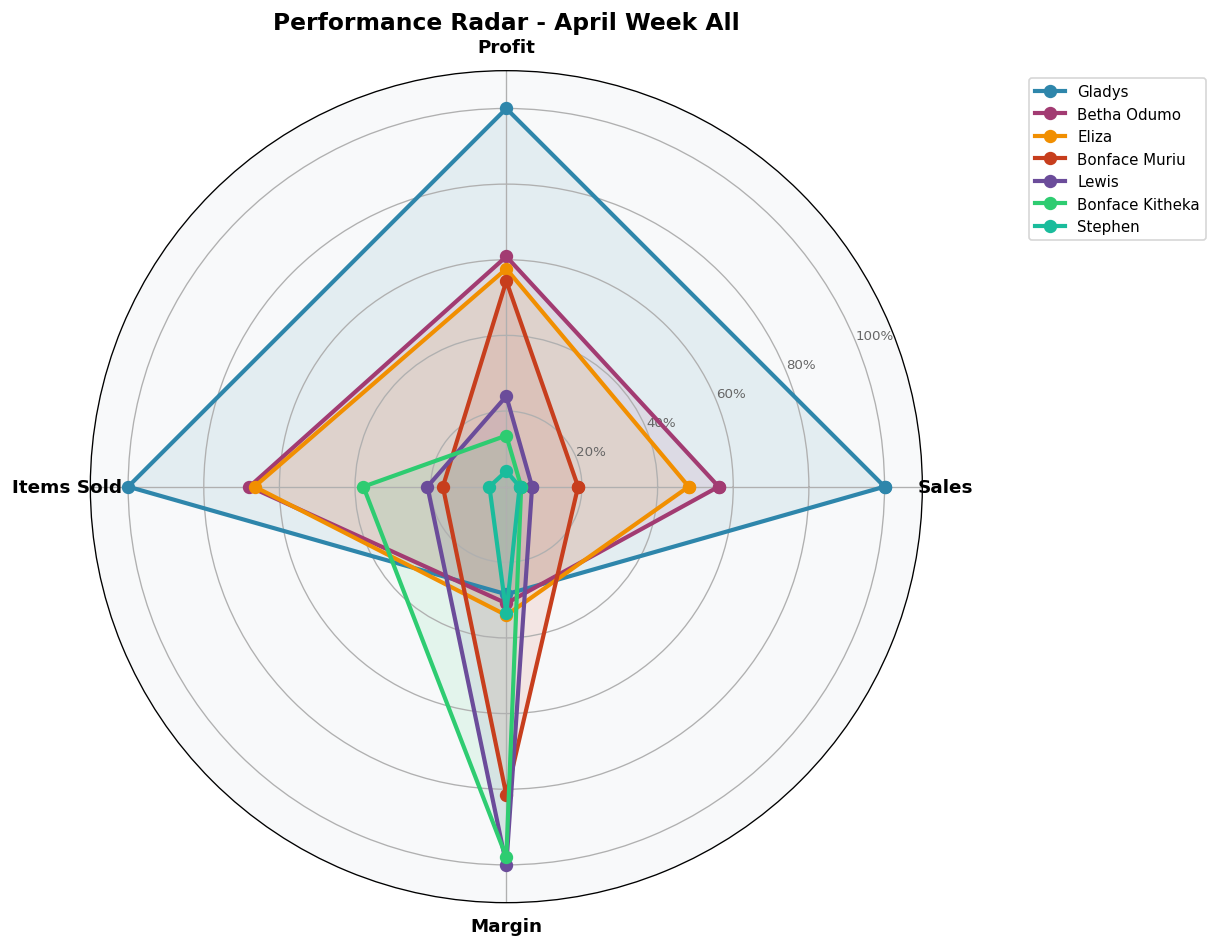 Performance Radar - April Week All
Profit
Gladys
Betha Odumo
Eliza
Bonface Muriu
Lewis
Bonface Kitheka
Stephen
100%
80%
60%
40%
20%
Items Sold
Sales
Margin